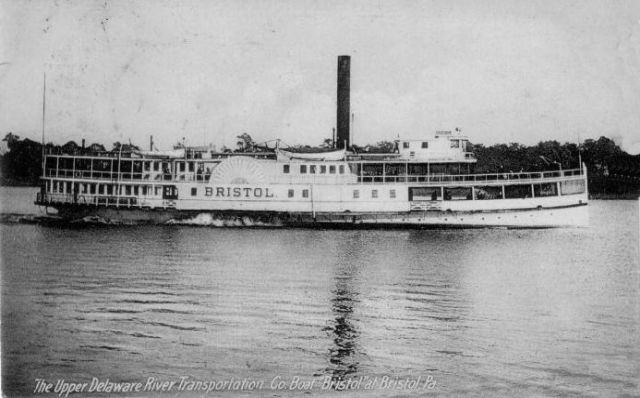 BRISTOL
The Upper Delaware River Transportation Co. Boat "Bristol" at Bristol, Pa.